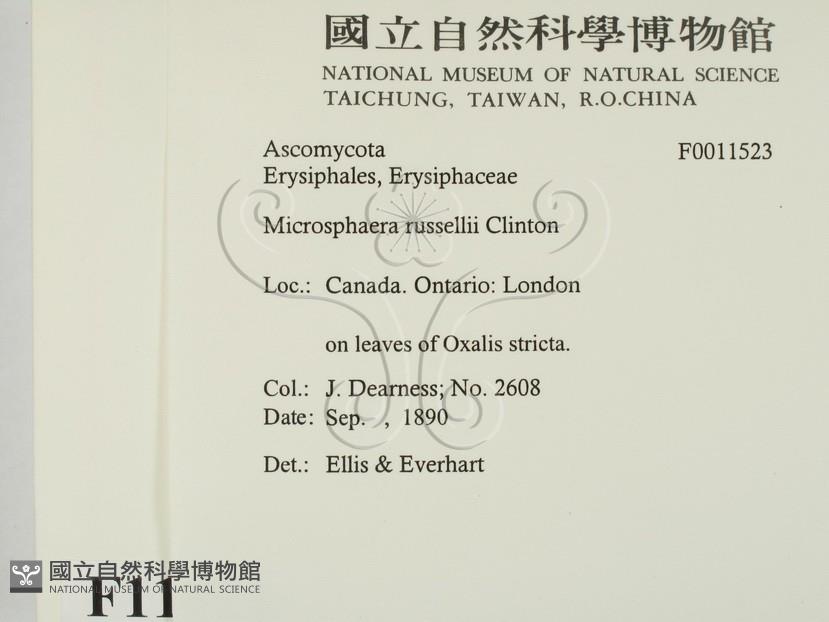 國立自然科學博物館
NATIONAL MUSEUM OF NATURAL SCIENCE
TAICHUNG, TAIWAN, R.O.CHINA
Ascomycota F0011523
Erysiphales, Erysiphaceae
Microsphaera russellii Clinton
Loc.: Canada. Ontario: London
on leaves of Oxalis stricta.
Col.: J. Dearness; No. 2608
Date: Sep. , 1890
Det.: Ellis & Everhart
國立自然科學博物館
NATIONAL MUSEUM OF NATURAL SCIENCE
F11